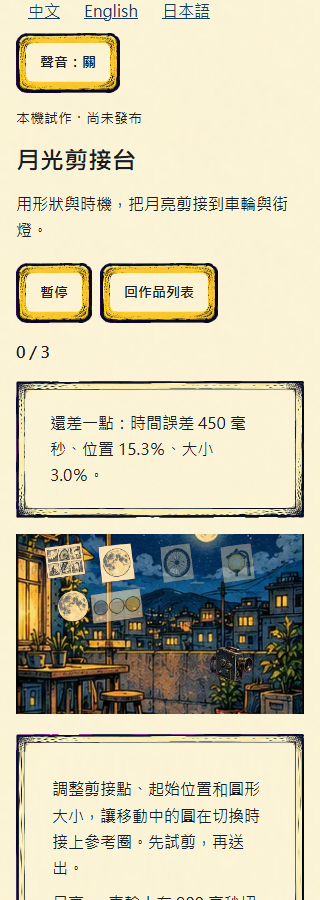 中文 English 日本語
聲音：關
本機試作・尚未發布
月光剪接台
用形狀與時機，把月亮剪接到車輪與街
燈。
暫停 回作品列表
0 / 3
還差一點：時間誤差 450 毫
秒、位置 15.3%、大小
3.0%。
調整剪接點、起始位置和圓形
大小，讓移動中的圓在切換時
接上參考圈。先試剪，再送
出。